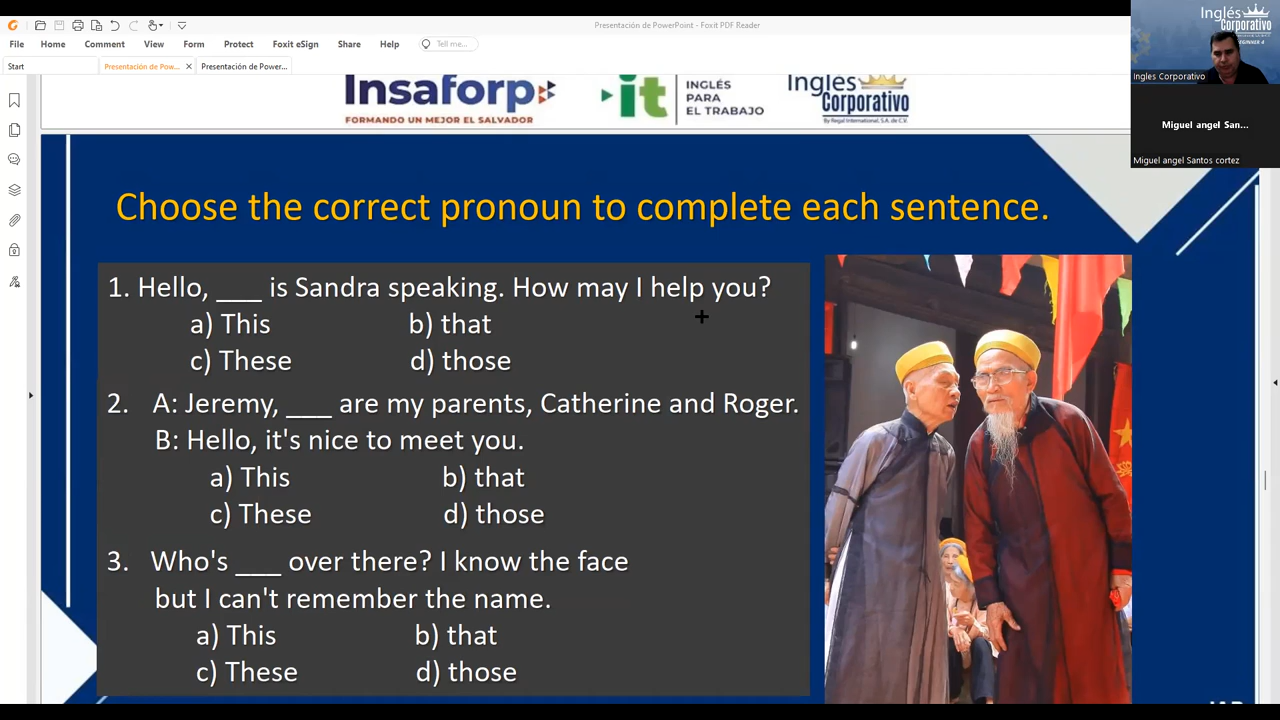 Presentación de PowerPoint - Foxit PDF Reader
File Home Comment View Form Protect Foxit eSign Share Help Tell me...
Start Presentación de Pow... Presentación de Power...
Insaforp
FORMANDO UN MEJOR EL SALVADOR
it
INGLÉS
PARA
EL TRABAJO
Inglés
Corporativo
By Regal International, S.A. de C.V.
Choose the correct pronoun to complete each sentence.
1. Hello, ___ is Sandra speaking. How may I help you?
a) This b) that
c) These d) those
2. A: Jeremy, ___ are my parents, Catherine and Roger.
B: Hello, it's nice to meet you.
a) This b) that
c) These d) those
3. Who's ___ over there? I know the face
but I can't remember the name.
a) This b) that
c) These d) those
Inglés
Corporativo
Ingles Corporativo
Miguel angel San...
Miguel angel Santos cortez